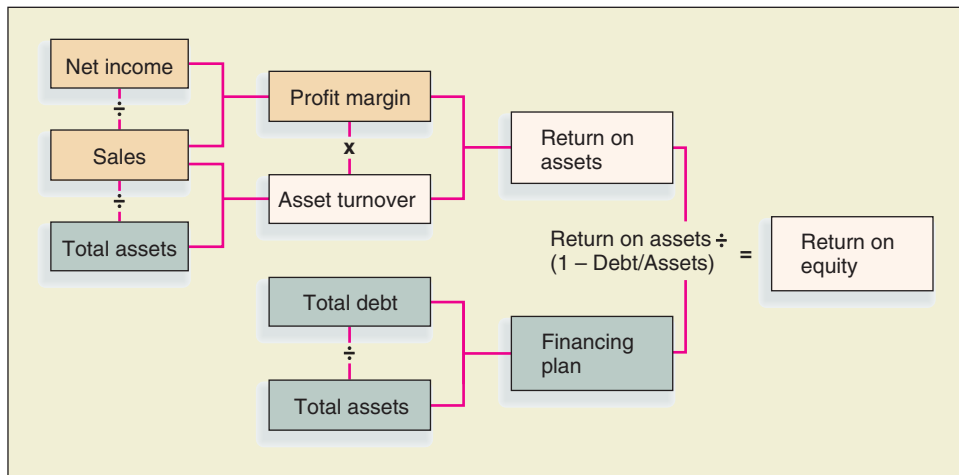 Net income
÷
Sales
÷
Total assets
Profit margin
x
Asset turnover
Return on
assets
Total debt
÷
Total assets
Financing
plan
Return on assets ÷
(1 – Debt/Assets)
=
Return on
equity